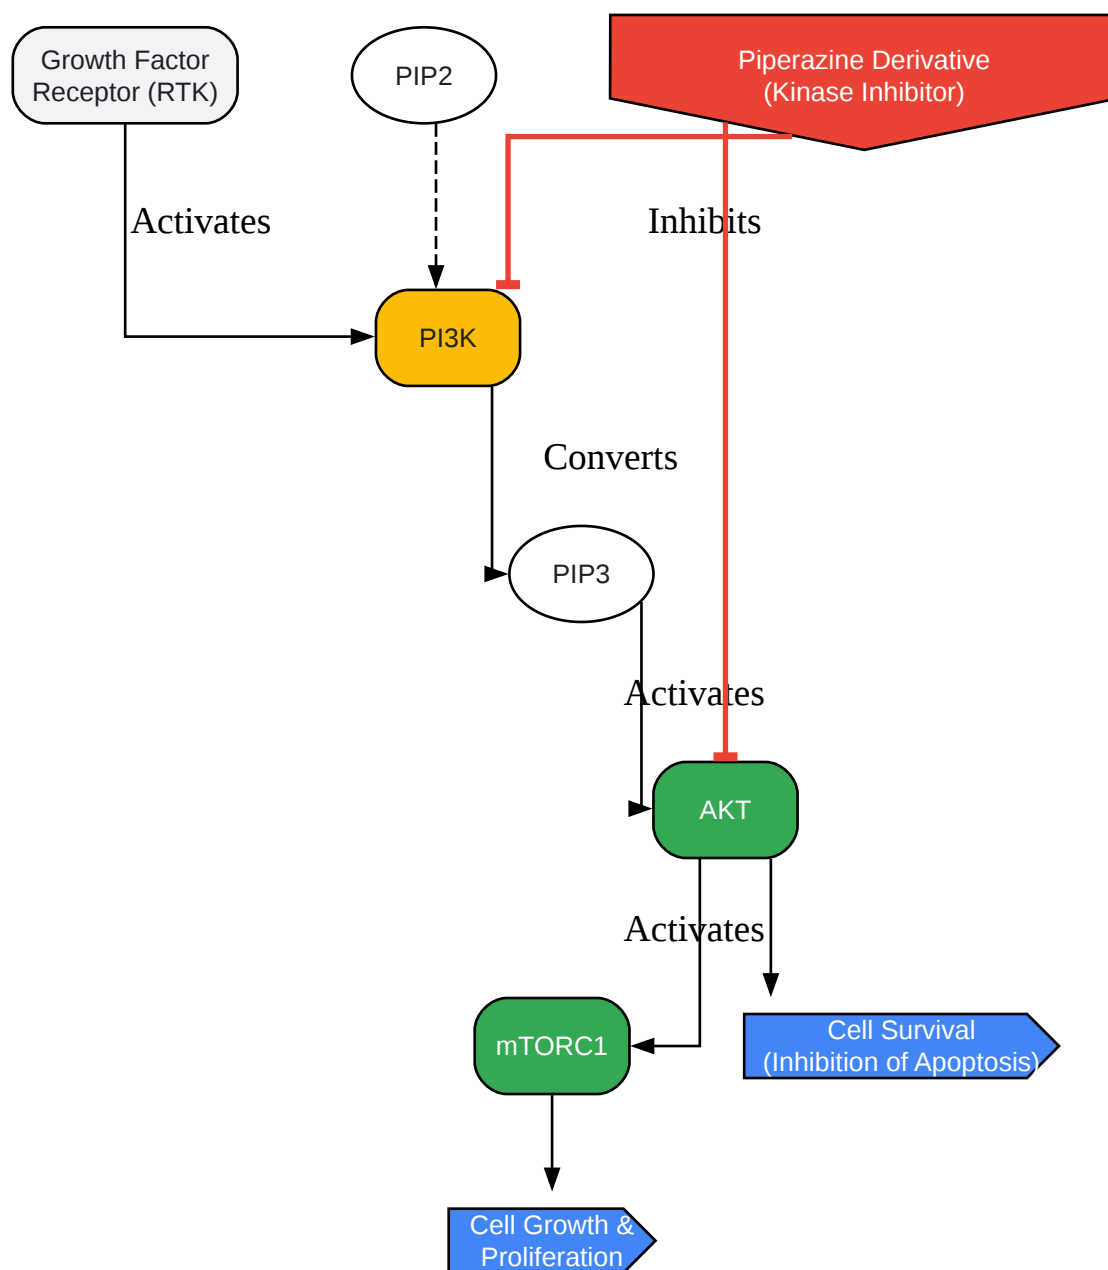 Growth Factor
Receptor (RTK)
PIP2
Piperazine Derivative
(Kinase Inhibitor)
Activates
Inhibits
PI3K
Converts
PIP3
Activates
AKT
Activates
mTORC1
Cell Survival
(Inhibition of Apoptosis)
Cell Growth &
Proliferation